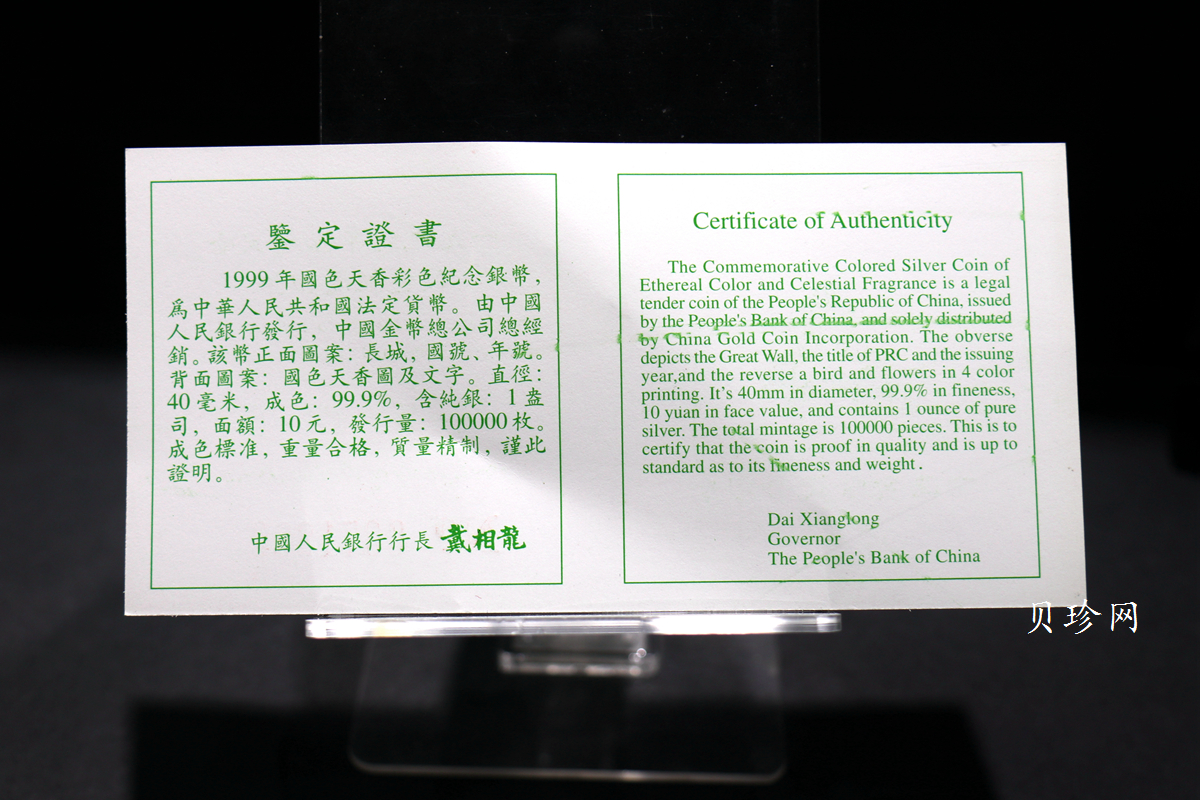 鑒定證書
1999年國色天香彩色紀念銀幣，
爲中華人民共和國法定貨幣。由中國
人民銀行發行，中國金幣總公司總經
銷。該幣正面圖案：長城，國號、年號。
背面圖案：國色天香圖及文字。直徑：
40毫米，成色：99.9%，含純銀：1盎
司，面額：10元，發行量：100000枚。
成色標准，重量合格，質量精制，謹此
證明。
中國人民銀行行長 戴相龍
Certificate of Authenticity
The Commemorative Colored Silver Coin of
Ethereal Color and Celestial Fragrance is a legal
tender coin of the People's Republic of China, issued
by the People's Bank of China, and solely distributed
by China Gold Coin Incorporation. The obverse
depicts the Great Wall, the title of PRC and the issuing
year,and the reverse a bird and flowers in 4 color
printing. It's 40mm in diameter, 99.9% in fineness,
10 yuan in face value, and contains 1 ounce of pure
silver. The total mintage is 100000 pieces. This is to
certify that the coin is proof in quality and is up to
standard as to its fineness and weight.
Dai Xianglong
Governor
The People's Bank of China
贝珍网